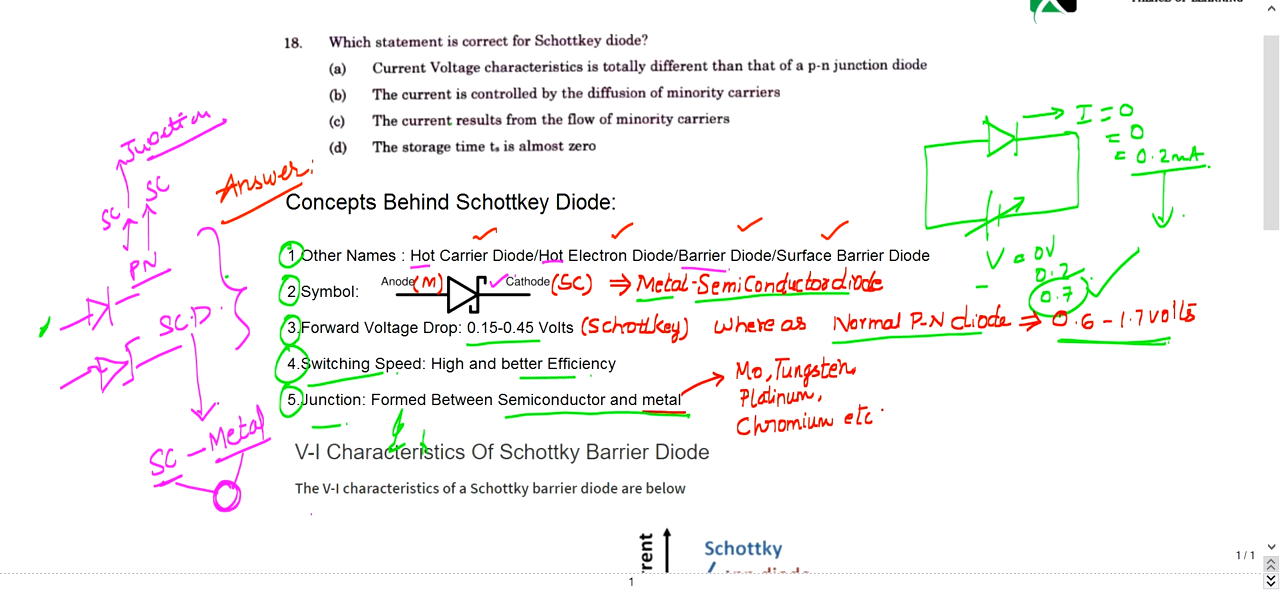 18. Which statement is correct for Schottkey diode?
(a) Current Voltage characteristics is totally different than that of a p-n junction diode
(b) The current is controlled by the diffusion of minority carriers
(c) The current results from the flow of minority carriers
(d) The storage time tₛ is almost zero
Junction
SC SC
PN
S.C.D.
SC - Metal
Answer:
I = 0
= 0
= 0.2mA
V = 0V
0.2
0.7
Concepts Behind Schottkey Diode:
1.Other Names : Hot Carrier Diode/Hot Electron Diode/Barrier Diode/Surface Barrier Diode
2.Symbol: Anode (M) Cathode (SC) ⇒ Metal-SemiConductor diode
3.Forward Voltage Drop: 0.15-0.45 Volts (Schottkey) where as Normal P-N diode ⇒ 0.6 - 1.7 volts
4.Switching Speed: High and better Efficiency
5.Junction: Formed Between Semiconductor and metal
Mo, Tungsten,
Platinum,
Chromium etc.
V-I Characteristics Of Schottky Barrier Diode
The V-I characteristics of a Schottky barrier diode are below
Schottky
1 / 1
1